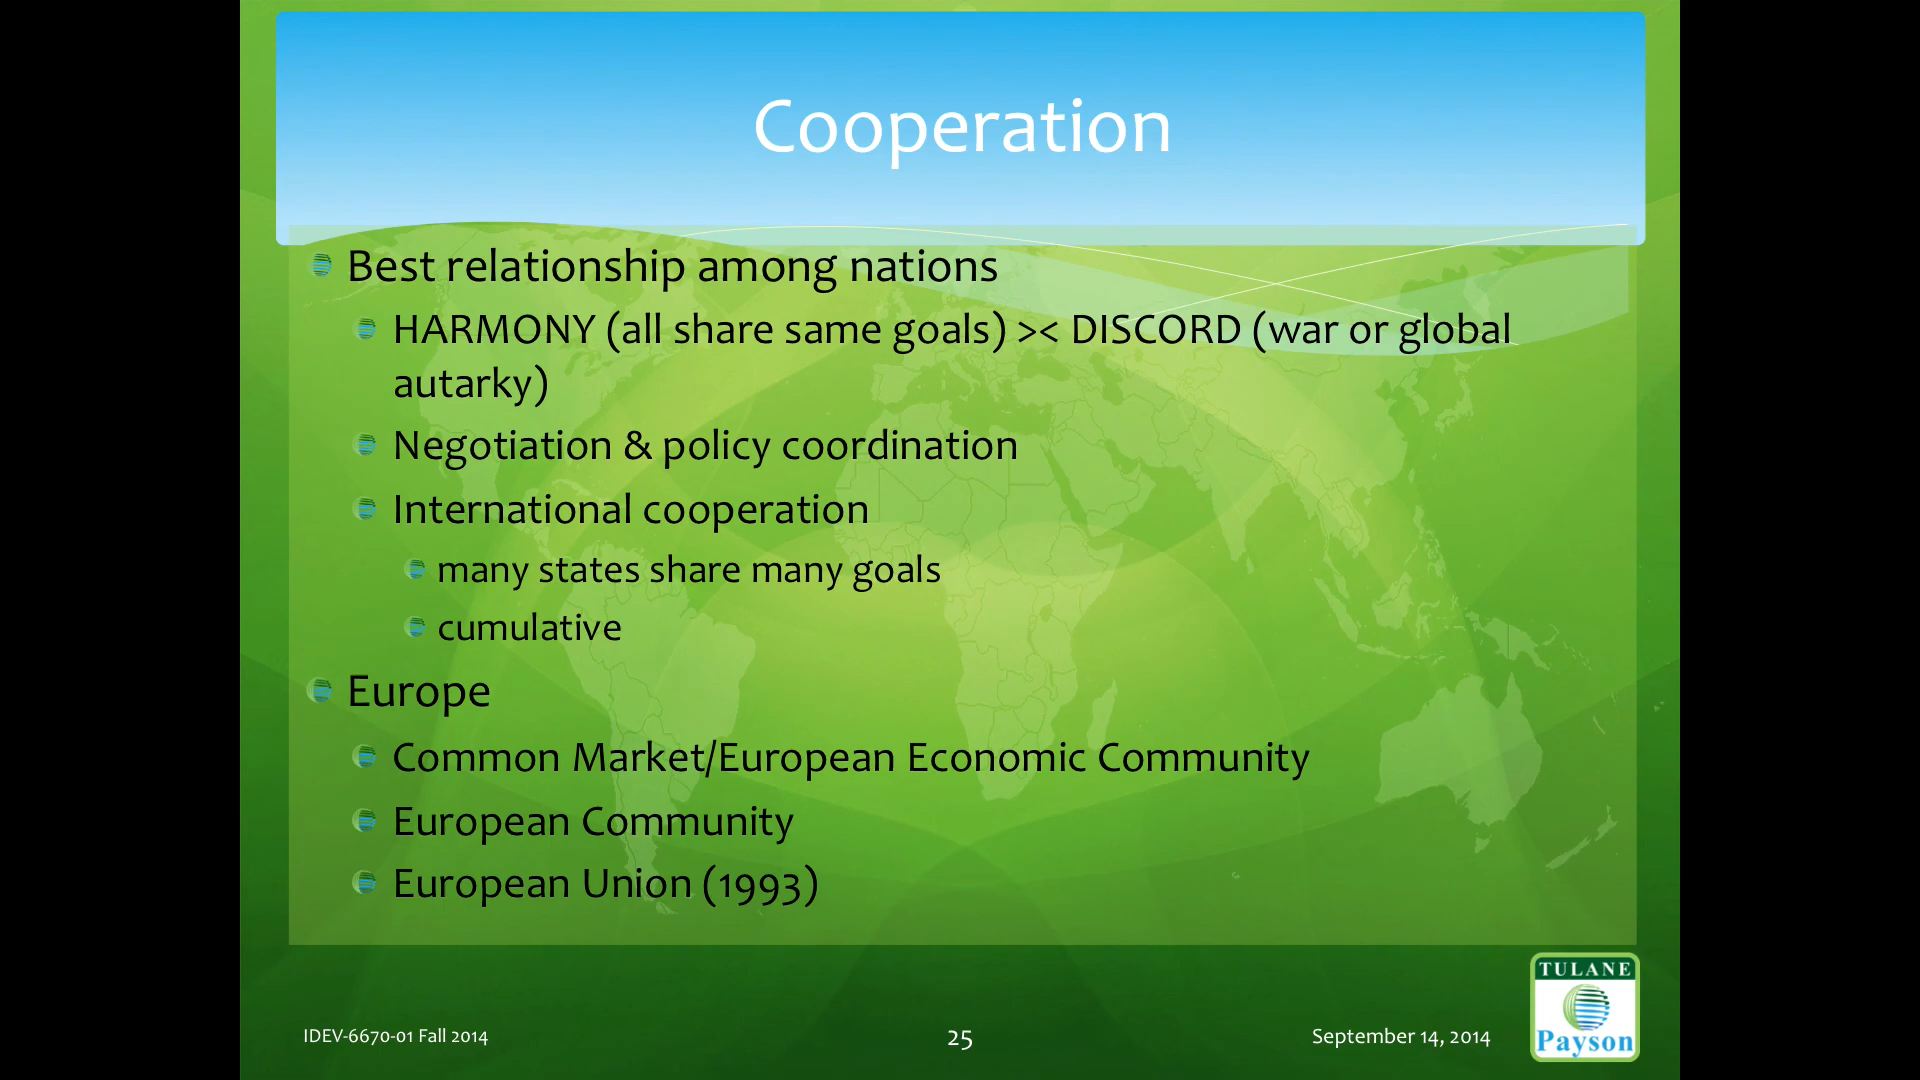 Cooperation
Best relationship among nations
HARMONY (all share same goals) >< DISCORD (war or global
autarky)
Negotiation & policy coordination
International cooperation
many states share many goals
cumulative
Europe
Common Market/European Economic Community
European Community
European Union (1993)
IDEV-6670-01 Fall 2014
25
September 14, 2014
TULANE
Payson